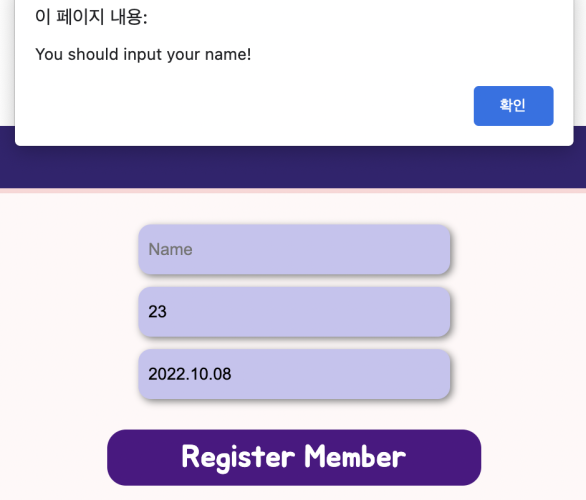 이 페이지 내용:
You should input your name!
확인
Name
23
2022.10.08
Register Member